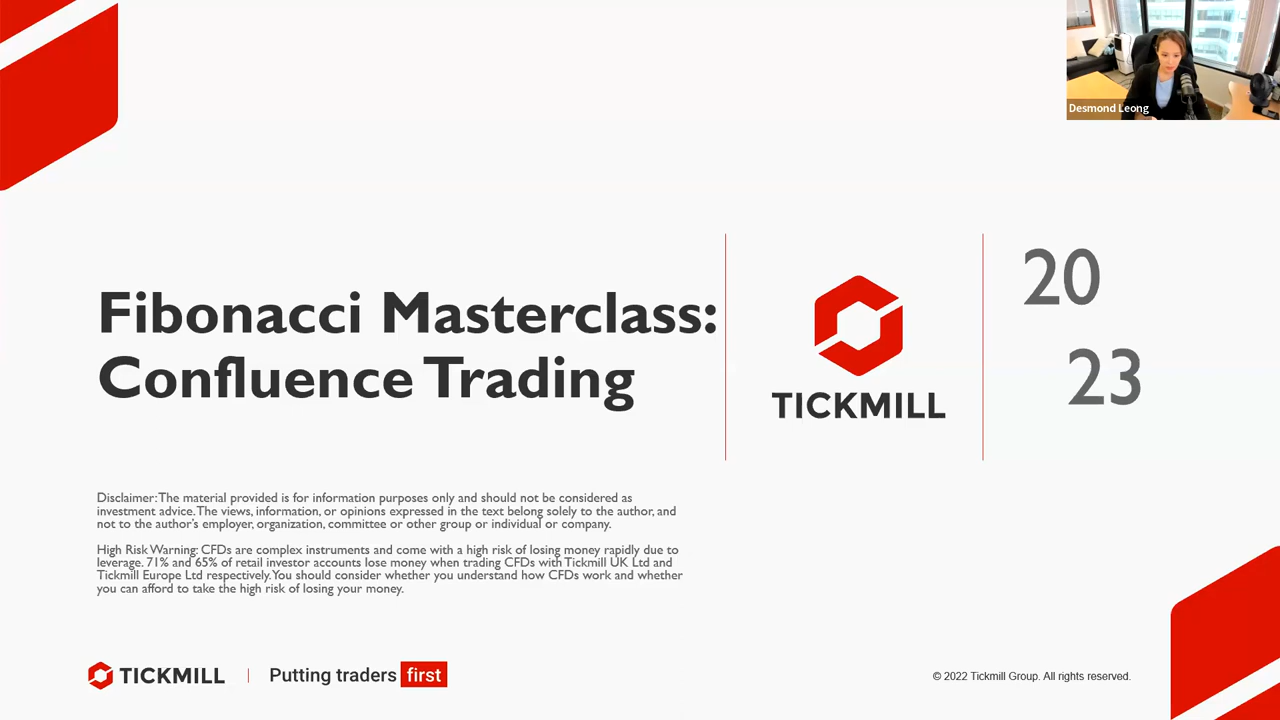 Desmond Leong
Fibonacci Masterclass:
Confluence Trading
TICKMILL
20
23
Disclaimer: The material provided is for information purposes only and should not be considered as
investment advice. The views, information, or opinions expressed in the text belong solely to the author, and
not to the author's employer, organization, committee or other group or individual or company.
High Risk Warning: CFDs are complex instruments and come with a high risk of losing money rapidly due to
leverage. 71% and 65% of retail investor accounts lose money when trading CFDs with Tickmill UK Ltd and
Tickmill Europe Ltd respectively. You should consider whether you understand how CFDs work and whether
you can afford to take the high risk of losing your money.
TICKMILL | Putting traders first
© 2022 Tickmill Group. All rights reserved.